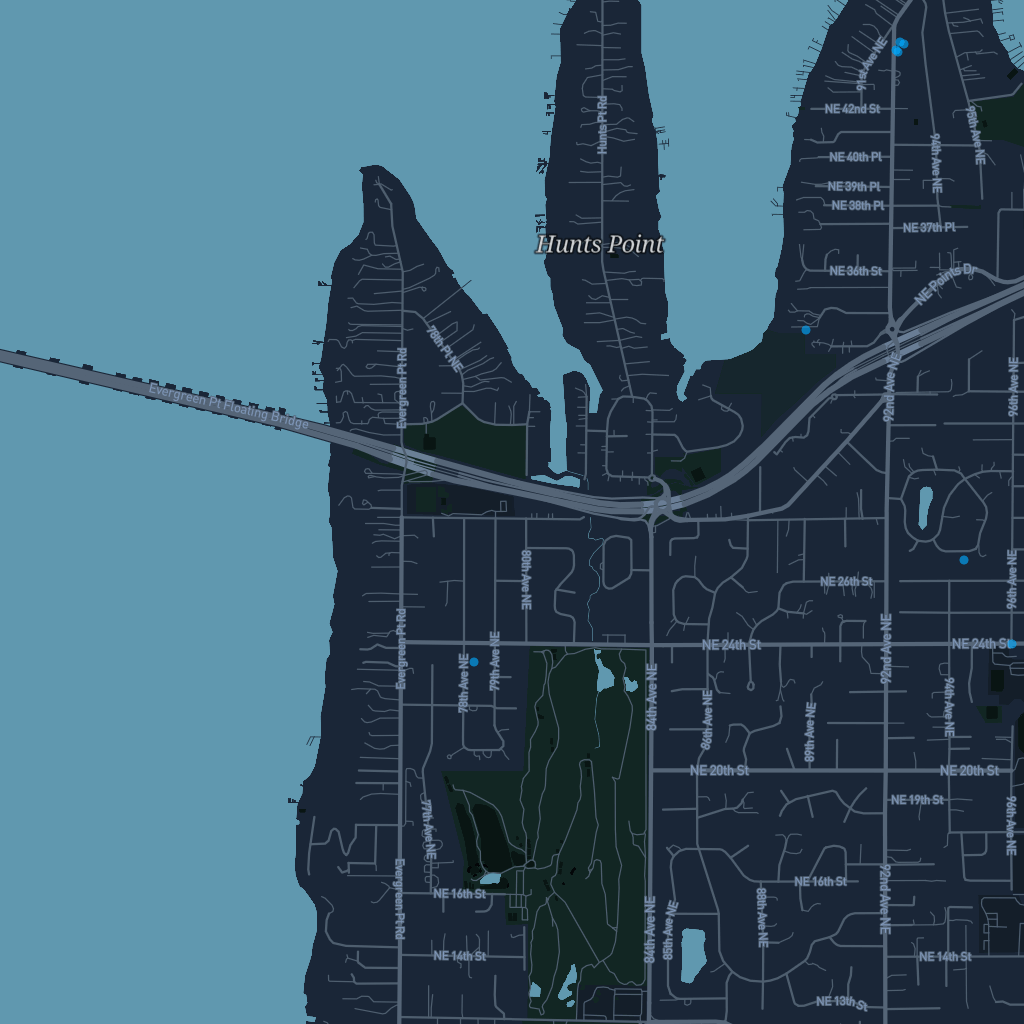 91st Ave NE
Hunts Pt Rd
NE 42nd St
98th Ave NE
94th Ave NE
NE 40th Pl
NE 39th Pl
NE 38th Pl
NE 37th Pl
Hunts Point
NE 36th St
NE Points Dr
78th Pl NE
Evergreen Pt Rd
92nd Ave NE
96th Ave NE
Evergreen Pt Floating Bridge
80th Ave NE
NE 26th St
96th Ave NE
Evergreen Pt Rd
79th Ave NE
78th Ave NE
NE 24th St
92nd Ave NE
NE 24th St
84th Ave NE
86th Ave NE
89th Ave NE
94th Ave NE
NE 20th St
NE 20th St
77th Ave NE
NE 19th St
96th Ave NE
Evergreen Pt Rd
NE 16th St
NE 16th St
92nd Ave NE
84th Ave NE
85th Ave NE
88th Ave NE
NE 14th St
NE 14th St
NE 13th St